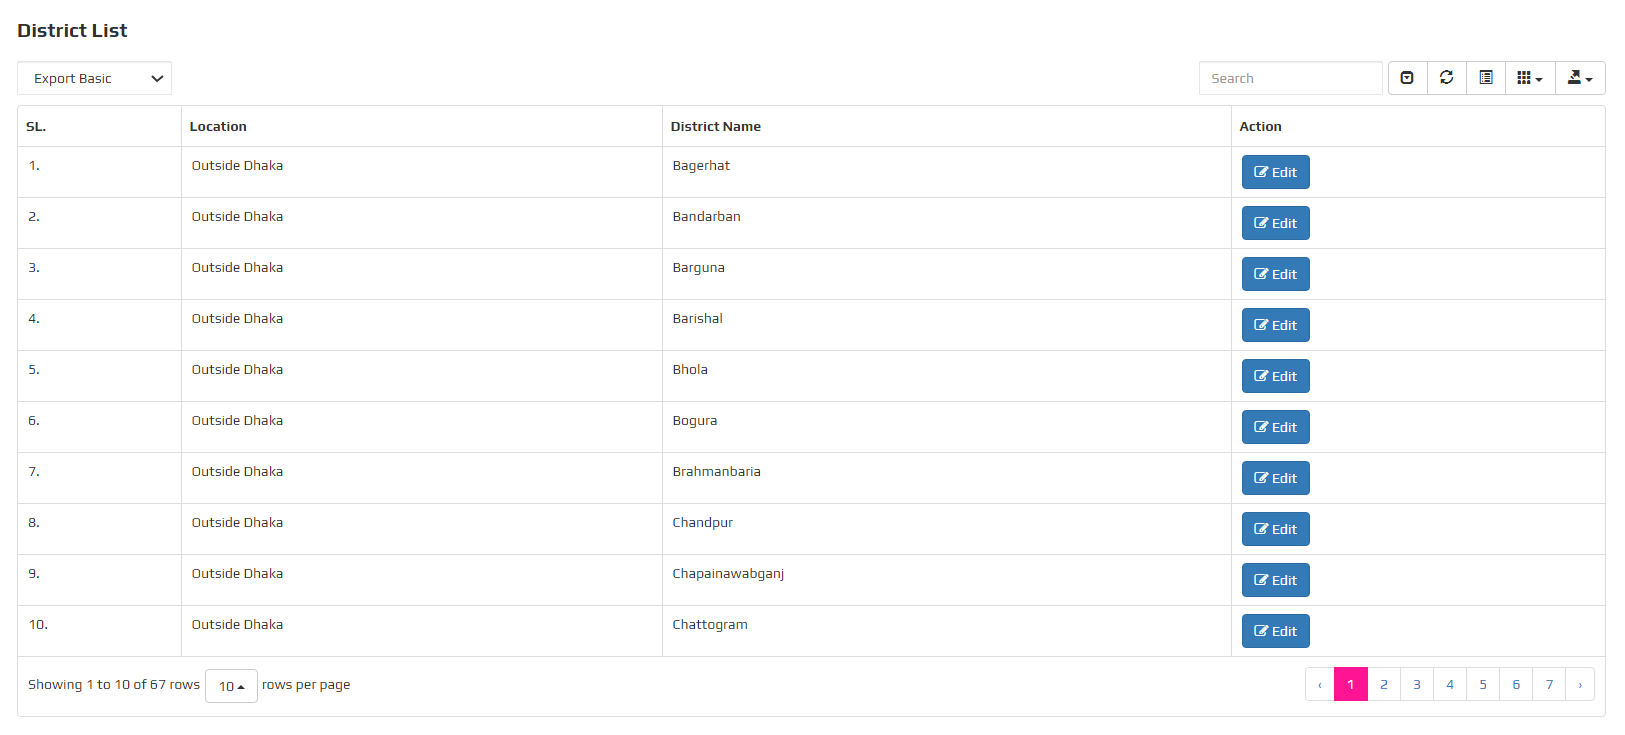 District List
Export Basic
Search
SL. Location District Name Action
1. Outside Dhaka Bagerhat Edit
2. Outside Dhaka Bandarban Edit
3. Outside Dhaka Barguna Edit
4. Outside Dhaka Barishal Edit
5. Outside Dhaka Bhola Edit
6. Outside Dhaka Bogura Edit
7. Outside Dhaka Brahmanbaria Edit
8. Outside Dhaka Chandpur Edit
9. Outside Dhaka Chapainawabganj Edit
10. Outside Dhaka Chattogram Edit
Showing 1 to 10 of 67 rows 10 rows per page ‹ 1 2 3 4 5 6 7 ›